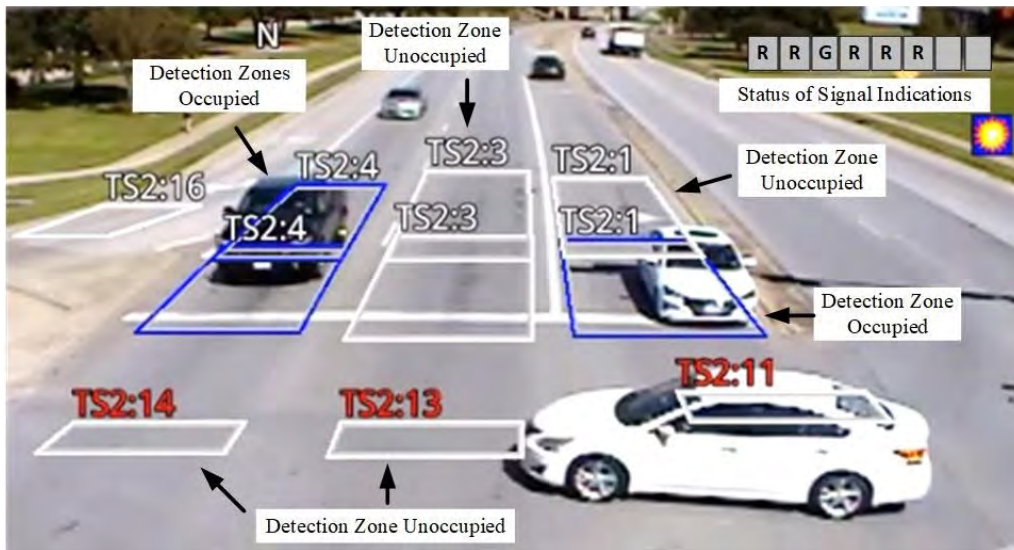 N
Detection Zone
Unoccupied
Detection Zones
Occupied
R R G R R R
Status of Signal Indications
TS2:3
TS2:4
TS2:1
Detection Zone
Unoccupied
TS2:16
TS2:4
TS2:3
TS2:1
Detection Zone
Occupied
TS2:11
TS2:14
TS2:13
Detection Zone Unoccupied